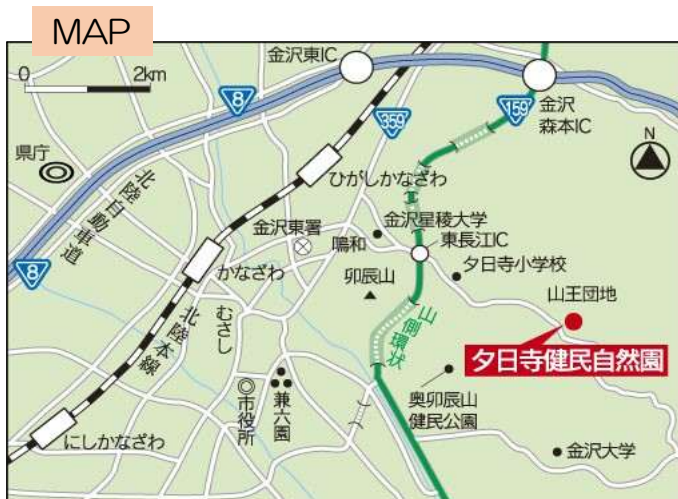 MAP
0 2km
金沢東IC
8
359
159
金沢
森本IC
N
県庁
北陸自動車道
ひがしかなざわ
金沢東署
鳴和
金沢星稜大学
東長江IC
夕日寺小学校
かなざわ
卯辰山
山王団地
8
北陸本線
むさし
山側環状
夕日寺健民自然園
市役所
兼六園
奥卯辰山
健民公園
にしかなざわ
金沢大学